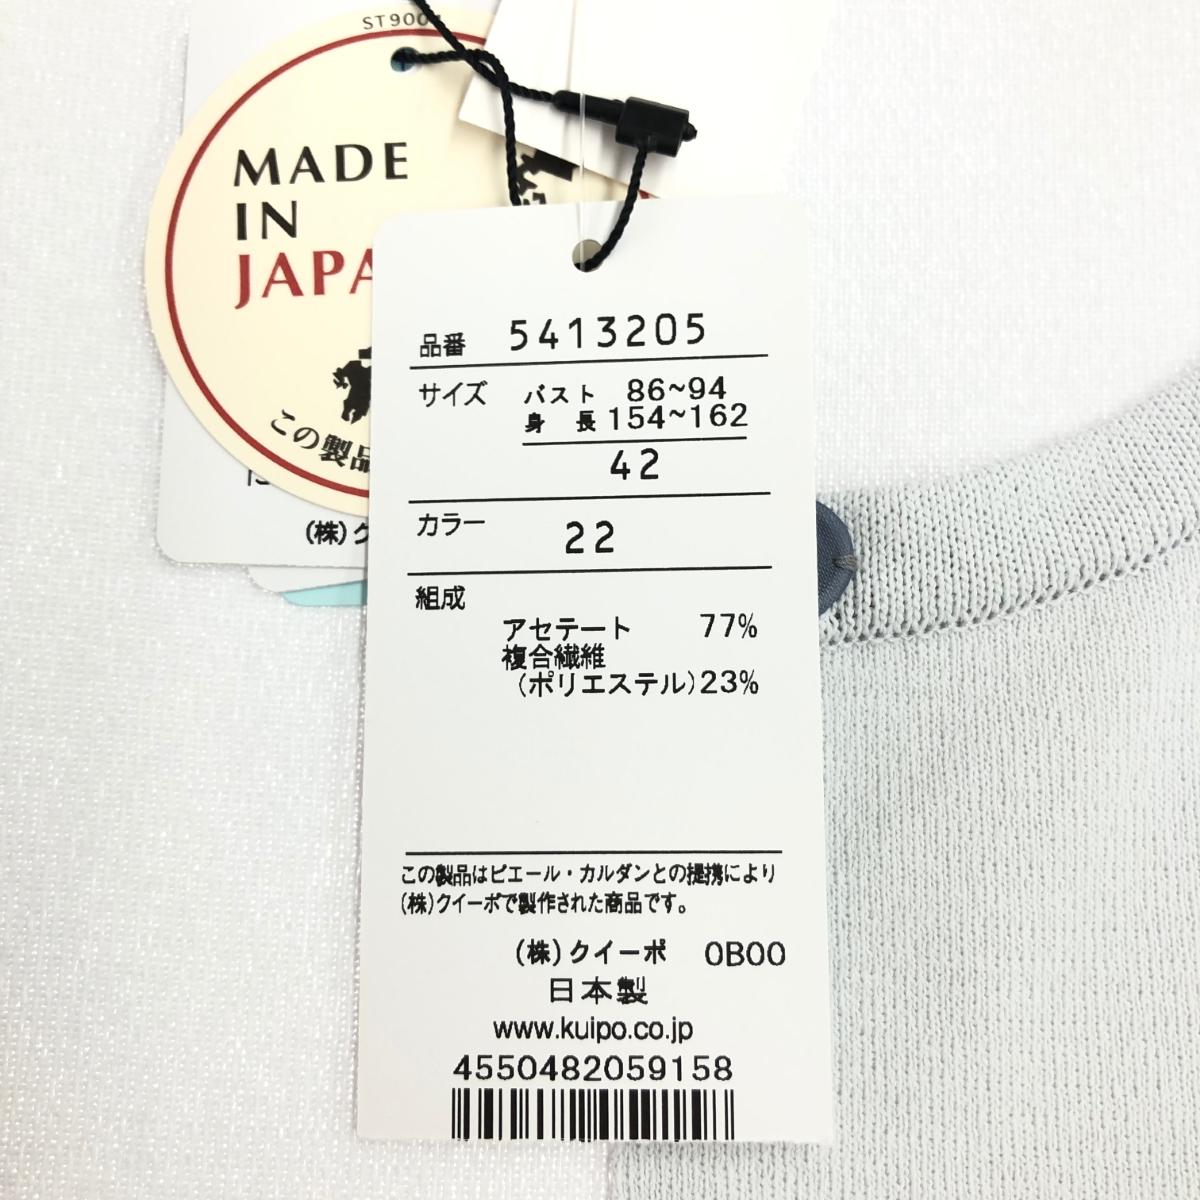 MADE
IN
JAPA
この製品
(株)ク
品番 5413205
サイズ バスト 86~94
身 長 154~162
42
カラー 22
組成
アセテート 77%
複合繊維
(ポリエステル)23%
この製品はピエール・カルダンとの提携により
(株)クイーポで製作された商品です。
(株)クイーポ 0B00
日本製
www.kuipo.co.jp
4550482059158